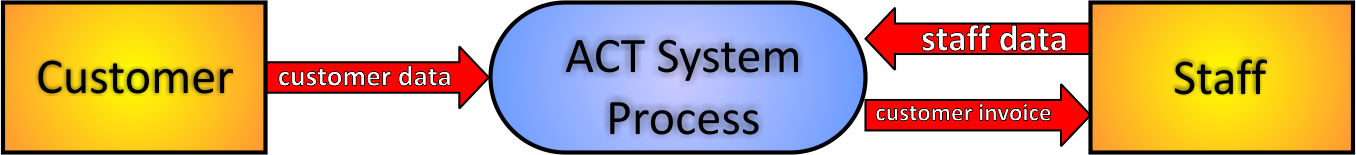 Customer
customer data
ACT System
Process
staff data
customer invoice
Staff